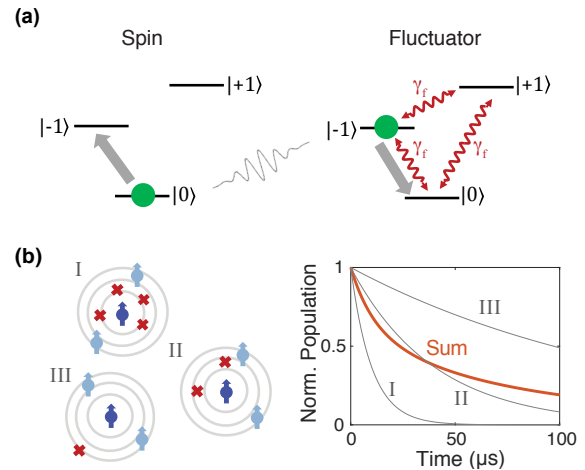 (a)
Spin
Fluctuator
|+1⟩
|-1⟩
|0⟩
|+1⟩
|-1⟩
|0⟩
γf
γf
γf
(b)
I
II
III
Norm. Population
1
0.5
0
0
50
100
Time (µs)
III
Sum
II
I